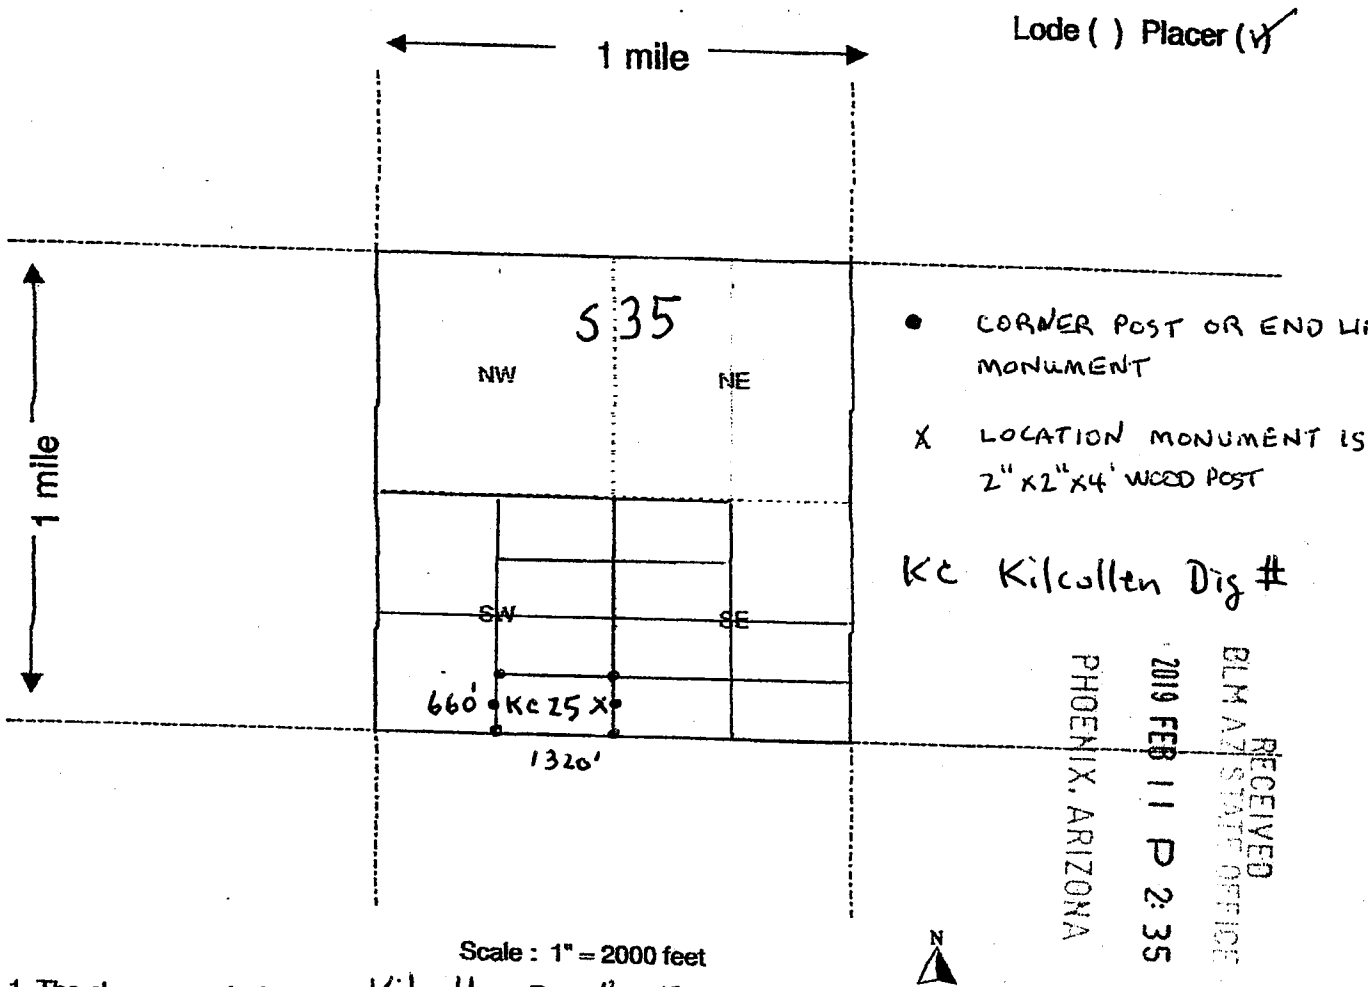 Lode ( ) Placer (✓)
1 mile
1 mile
S 35
NW
NE
SW
SE
• CORNER POST OR END
MONUMENT
X LOCATION MONUMENT IS
2"x2"x4' WOOD POST
KC Kilcullen Dig #
660' KC 25 X
1320'
RECEIVED
BLM AZ STATE OFFICE
2019 FEB 11 P 2:35
PHOENIX, ARIZONA
Scale : 1" = 2000 feet
N
1. The